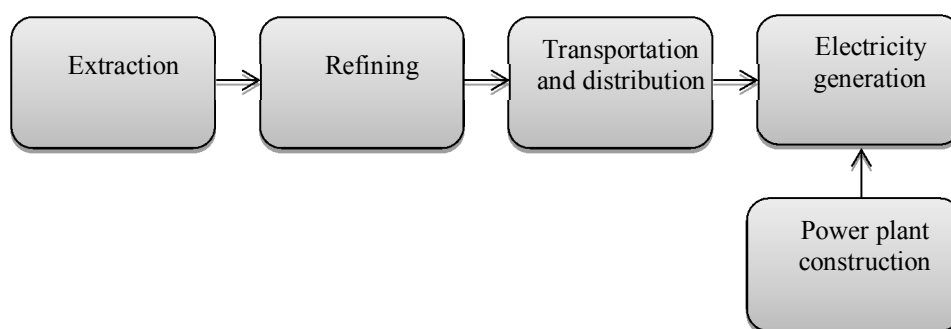 Extraction
Refining
Transportation
and distribution
Electricity
generation
Power plant
construction